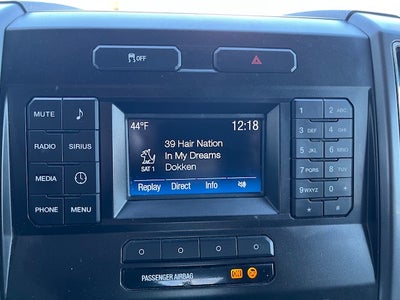 OFF
MUTE
RADIO SIRIUS
MEDIA
PHONE MENU
44°F 12:18
39 Hair Nation
In My Dreams
SAT 1 Dokken
Replay Direct Info
1 2 ABC
3 DEF 4 GHI
5 JKL 6 MNO
7 PQRS 8 TUV
9 WXYZ 0
* #
PASSENGER AIRBAG